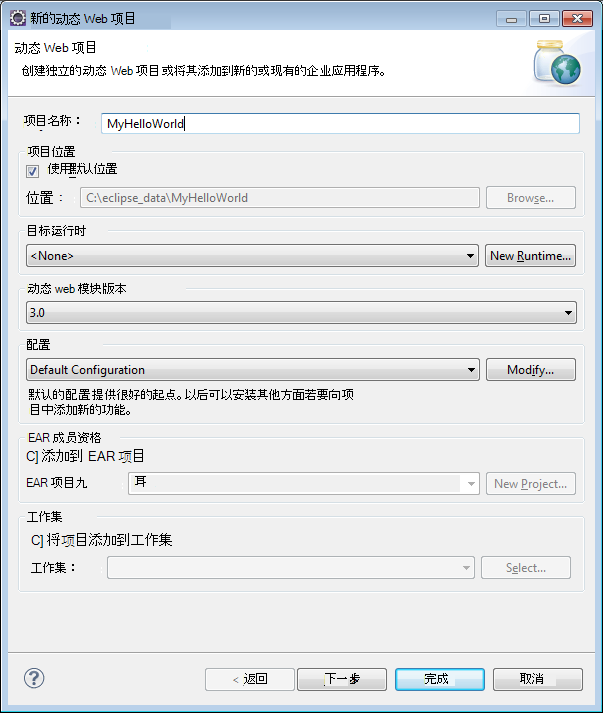 新的动态 Web 项目
动态 Web 项目
创建独立的动态 Web 项目或将其添加到新的或现有的企业应用程序。
项目名称： MyHelloWorld
项目位置
使用默认位置
位置： C:\eclipse_data\MyHelloWorld Browse...
目标运行时
<None> New Runtime...
动态 web 模块版本
3.0
配置
Default Configuration Modify...
默认的配置提供很好的起点。以后可以安装其他方面若要向项
目中添加新的功能。
EAR 成员资格
C] 添加到 EAR 项目
EAR 项目九 耳 New Project...
工作集
C] 将项目添加到工作集
工作集： Select...
? < 返回 下一步 完成 取消